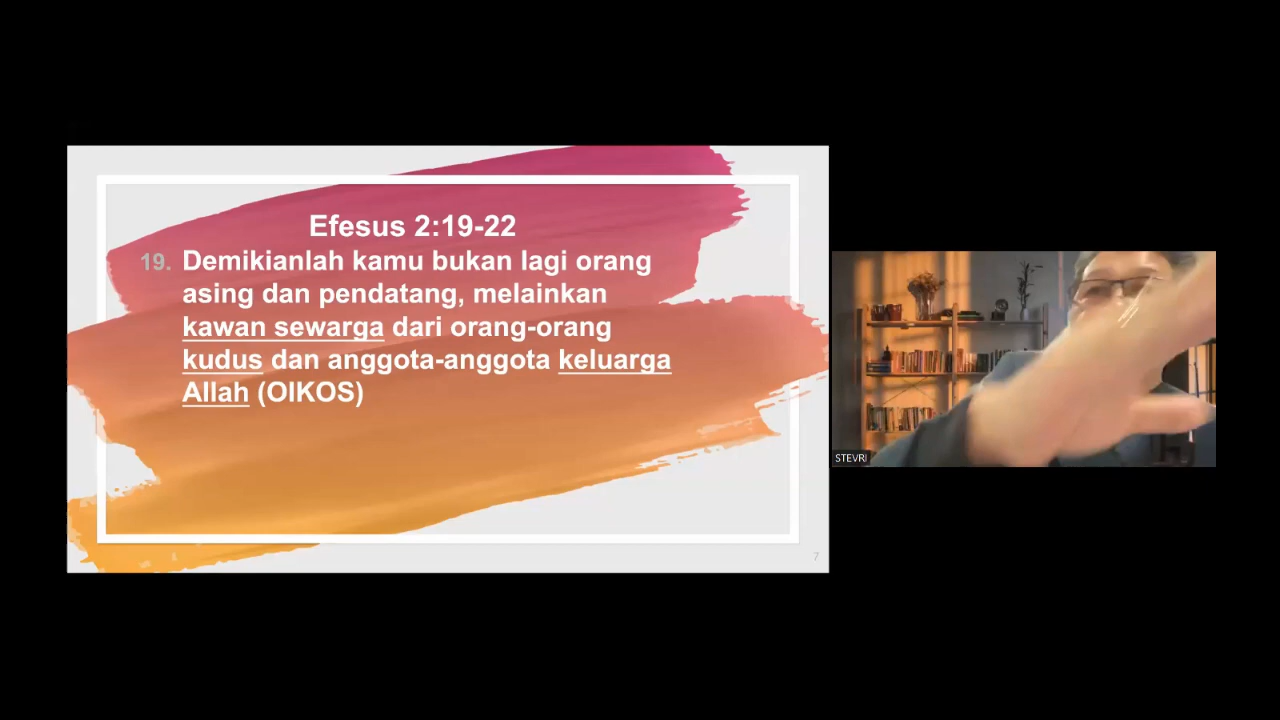 Efesus 2:19-22
19. Demikianlah kamu bukan lagi orang
asing dan pendatang, melainkan
kawan sewarga dari orang-orang
kudus dan anggota-anggota keluarga
Allah (OIKOS)
7
STEVRI